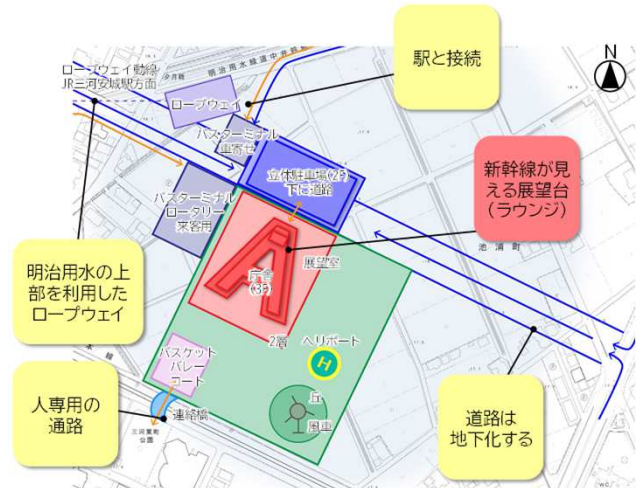 駅と接続
N
夕月橋
明治用水緑道中井筋線
ロープウェイ動線
JR三河安城駅方面
ロープウェイ
バスターミナル
車寄せ
立体駐車場(2F)
下に道路
新幹線が見
える展望台
(ラウンジ)
バスターミナル
ロータリー
来客用
池浦町
展望室
庁舎
(3F)
明治用水の上
部を利用した
ロープウェイ
2層
ヘリポート
H
バスケット
バレー
コート
丘
風車
人専用の
通路
連絡橋
三河東町
公園
道路は
地下化する